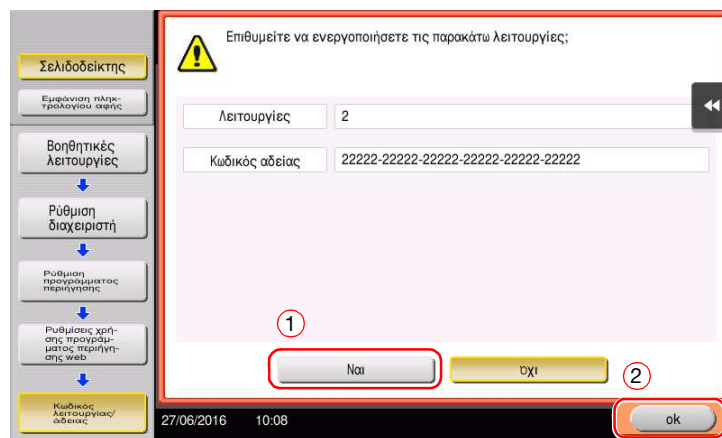 Σελιδοδείκτης
Εμφάνιση πληκ-
τρολογίου αφής
Βοηθητικές
λειτουργίες
Ρύθμιση
διαχειριστή
Ρύθμιση
προγράμματος
περιήγησης
Ρυθμίσεις χρή-
σης προγράμ-
ματος περιήγη-
σης web
Κωδικός
λειτουργίας/
άδειας
Επιθυμείτε να ενεργοποιήσετε τις παρακάτω λειτουργίες;
Λειτουργίες 2
Κωδικός αδείας 22222-22222-22222-22222-22222-22222
1
Ναι Όχι
2
27/06/2016 10:08 ok